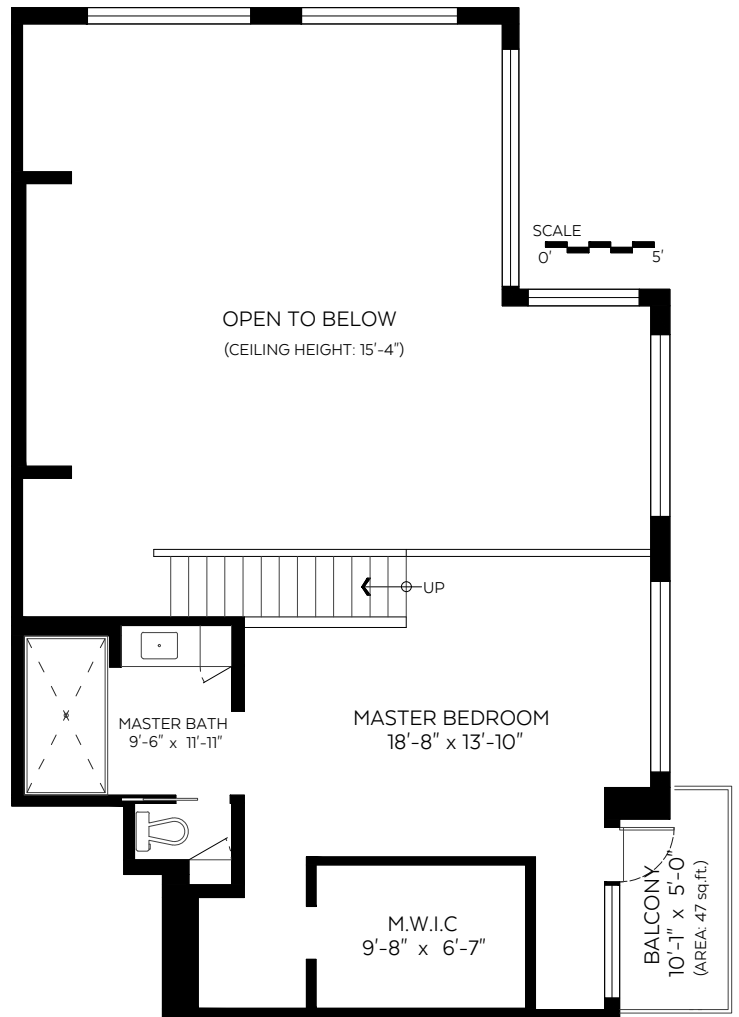 SCALE
0' 5'
OPEN TO BELOW
(CEILING HEIGHT: 15'-4")
UP
MASTER BATH
9'-6" x 11'-11"
MASTER BEDROOM
18'-8" x 13'-10"
M.W.I.C
9'-8" x 6'-7"
BALCONY
10'-1" x 5'-0"
(AREA: 47 sq.ft.)